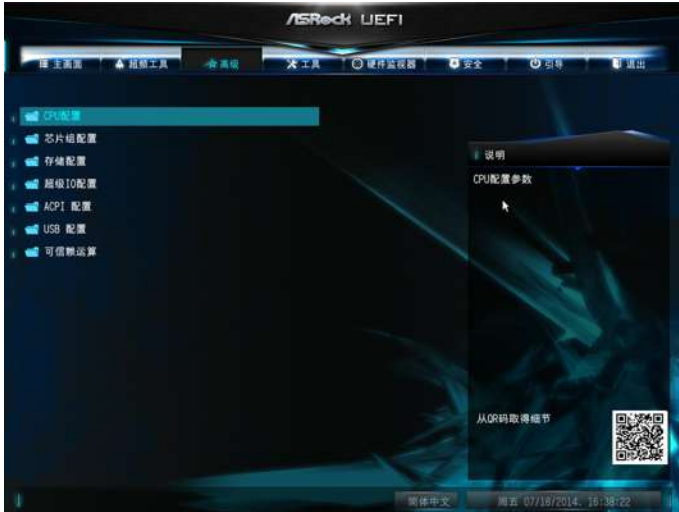 ASRock UEFI
主画面 超频工具 高级 工具 硬件监视器 安全 引导 退出
CPU配置
芯片组配置
存储配置
超级IO配置
ACPI 配置
USB 配置
可信赖运算
说明
CPU配置参数
从QR码取得细节
简体中文
周五 07/18/2014, 16:38:22